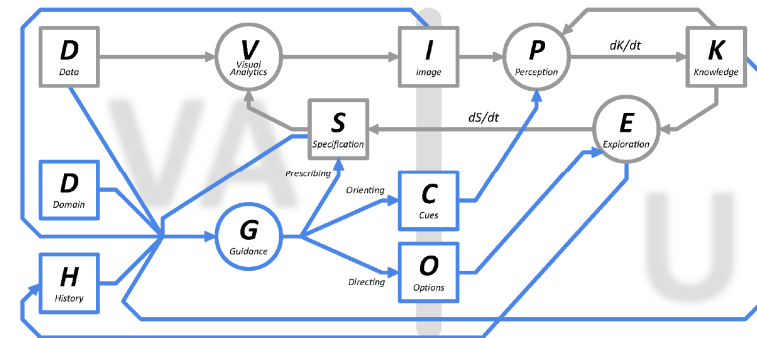 D
Data
V
Visual
Analytics
I
Image
P
Perception
dK/dt
K
Knowledge
VA
S
Specification
dS/dt
E
Exploration
Prescribing
D
Domain
Orienting
C
Cues
U
G
Guidance
H
History
Directing
O
Options